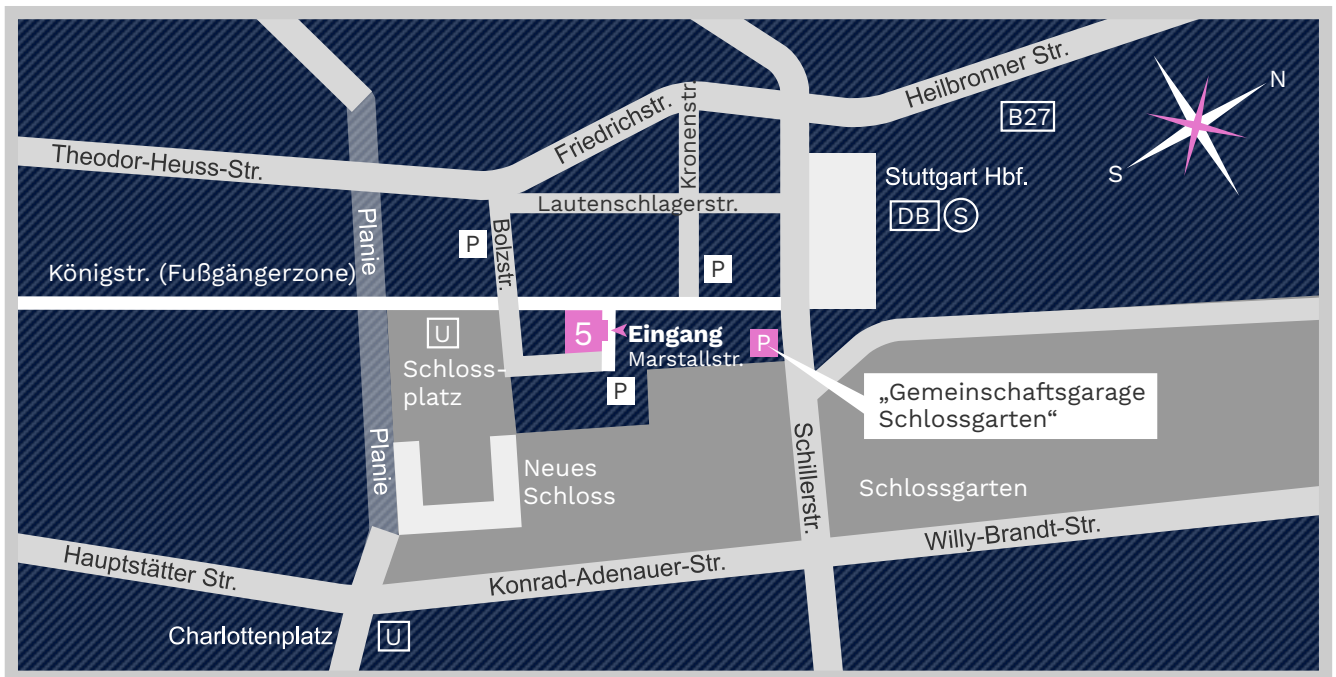 Heilbronner Str.
B27
N
S
Friedrichstr.
Kronenstr.
Theodor-Heuss-Str.
Stuttgart Hbf.
DB S
Lautenschlagerstr.
Planie
Bolzstr.
P
P
Königstr. (Fußgängerzone)
U
Schloss-
platz
5
Eingang
Marstallstr.
P
P
„Gemeinschaftsgarage
Schlossgarten“
Planie
Neues
Schloss
Schillerstr.
Schlossgarten
Hauptstätter Str.
Konrad-Adenauer-Str.
Willy-Brandt-Str.
Charlottenplatz U